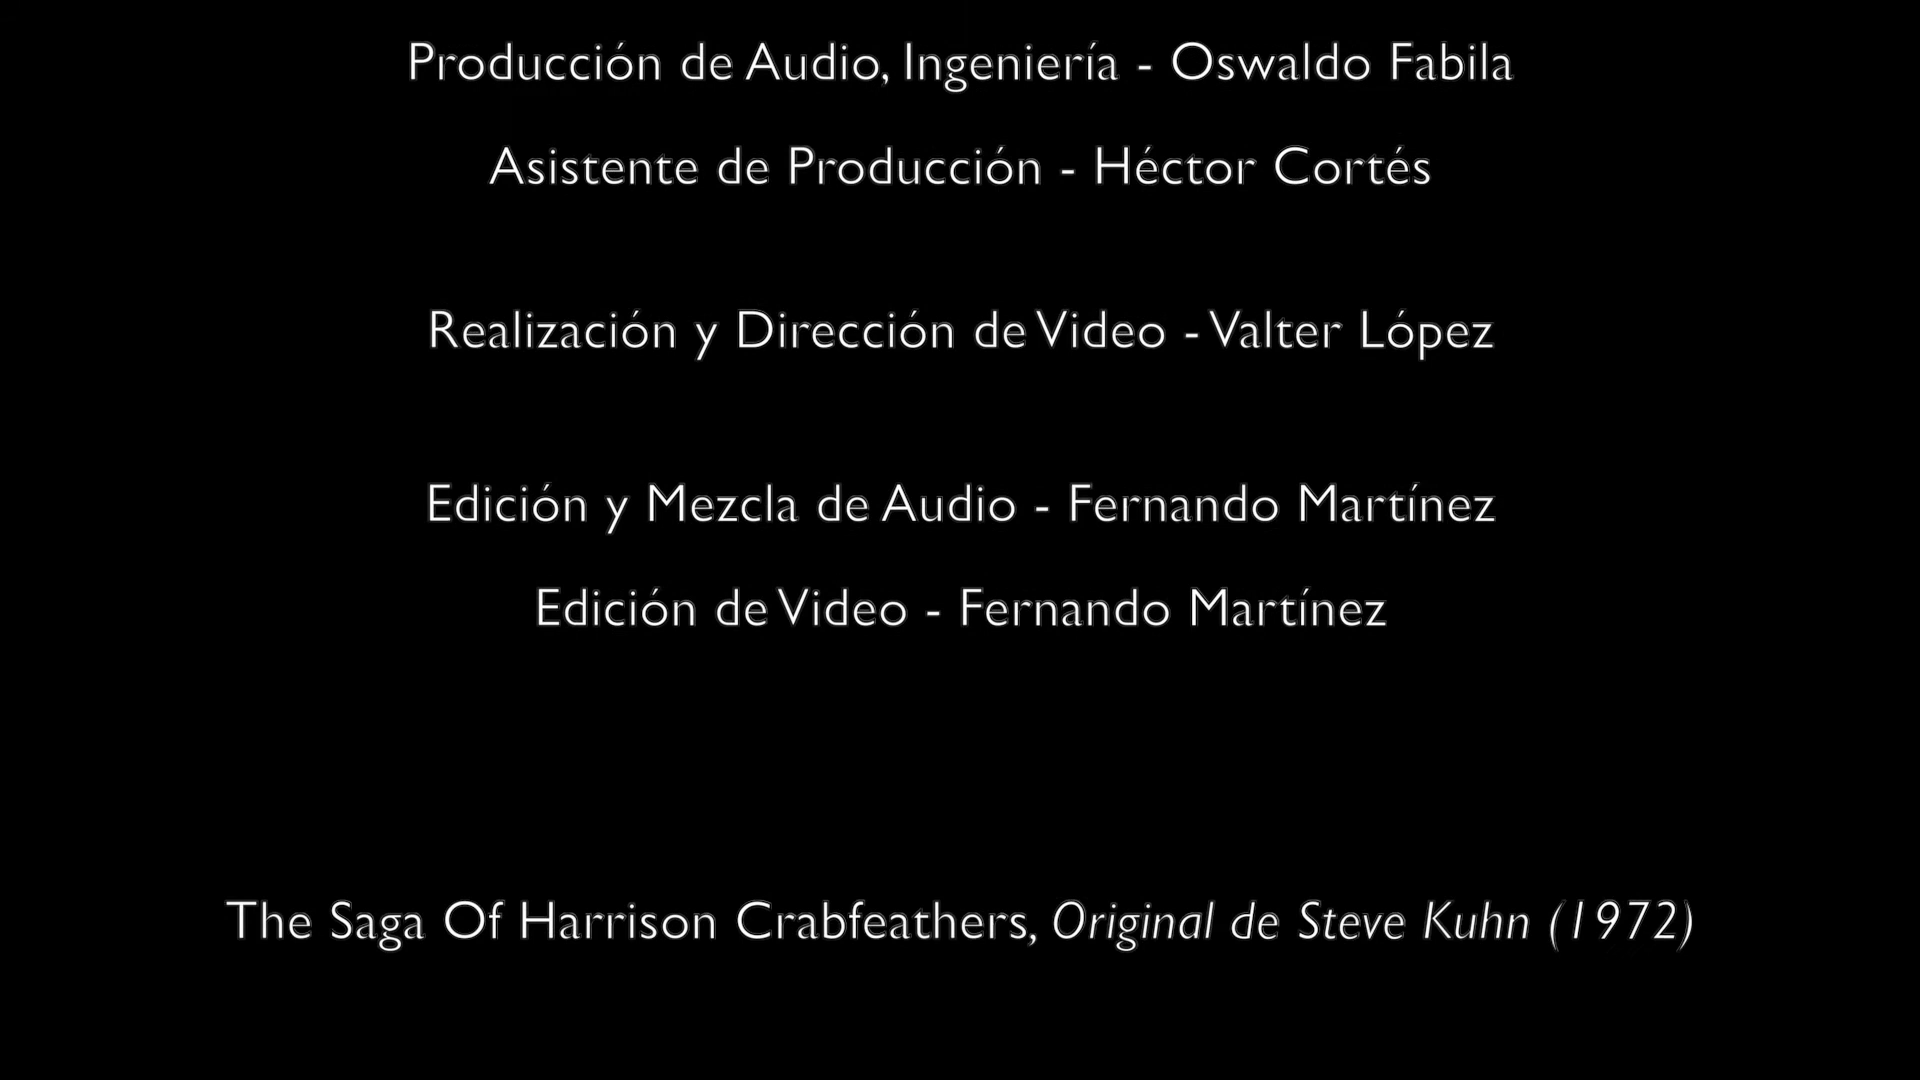 Producción de Audio, Ingeniería - Oswaldo Fabila
Asistente de Producción - Héctor Cortés
Realización y Dirección de Video - Valter López
Edición y Mezcla de Audio - Fernando Martínez
Edición de Video - Fernando Martínez
The Saga Of Harrison Crabfeathers, Original de Steve Kuhn (1972)